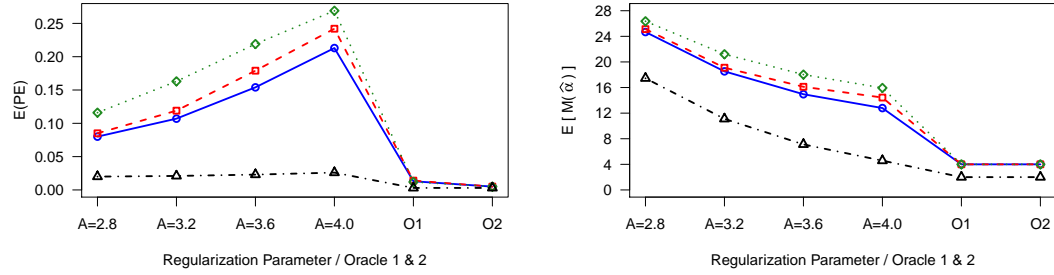 E(PE)
0.25
0.20
0.15
0.10
0.05
0.00
A=2.8 A=3.2 A=3.6 A=4.0 O1 O2
Regularization Parameter / Oracle 1 & 2
E [ M(α̂) ]
28
24
20
16
12
8
4
0
A=2.8 A=3.2 A=3.6 A=4.0 O1 O2
Regularization Parameter / Oracle 1 & 2